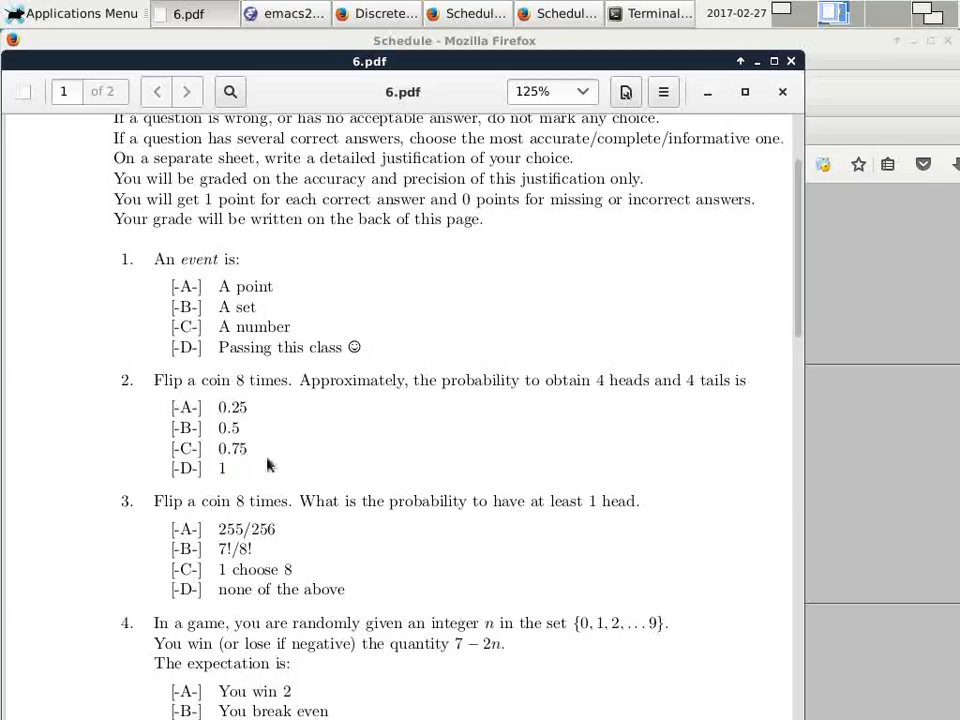 Applications Menu
6.pdf
emacs2...
Discrete...
Schedul...
Schedul...
Terminal...
2017-02-27
Schedule - Mozilla Firefox
6.pdf
1 of 2
6.pdf
125%
If a question is wrong, or has no acceptable answer, do not mark any choice.
If a question has several correct answers, choose the most accurate/complete/informative one.
On a separate sheet, write a detailed justification of your choice.
You will be graded on the accuracy and precision of this justification only.
You will get 1 point for each correct answer and 0 points for missing or incorrect answers.
Your grade will be written on the back of this page.
1. An event is:
[-A-] A point
[-B-] A set
[-C-] A number
[-D-] Passing this class ☺
2. Flip a coin 8 times. Approximately, the probability to obtain 4 heads and 4 tails is
[-A-] 0.25
[-B-] 0.5
[-C-] 0.75
[-D-] 1
3. Flip a coin 8 times. What is the probability to have at least 1 head.
[-A-] 255/256
[-B-] 7!/8!
[-C-] 1 choose 8
[-D-] none of the above
4. In a game, you are randomly given an integer n in the set {0, 1, 2, . . . 9}.
You win (or lose if negative) the quantity 7 − 2n.
The expectation is:
[-A-] You win 2
[-B-] You break even